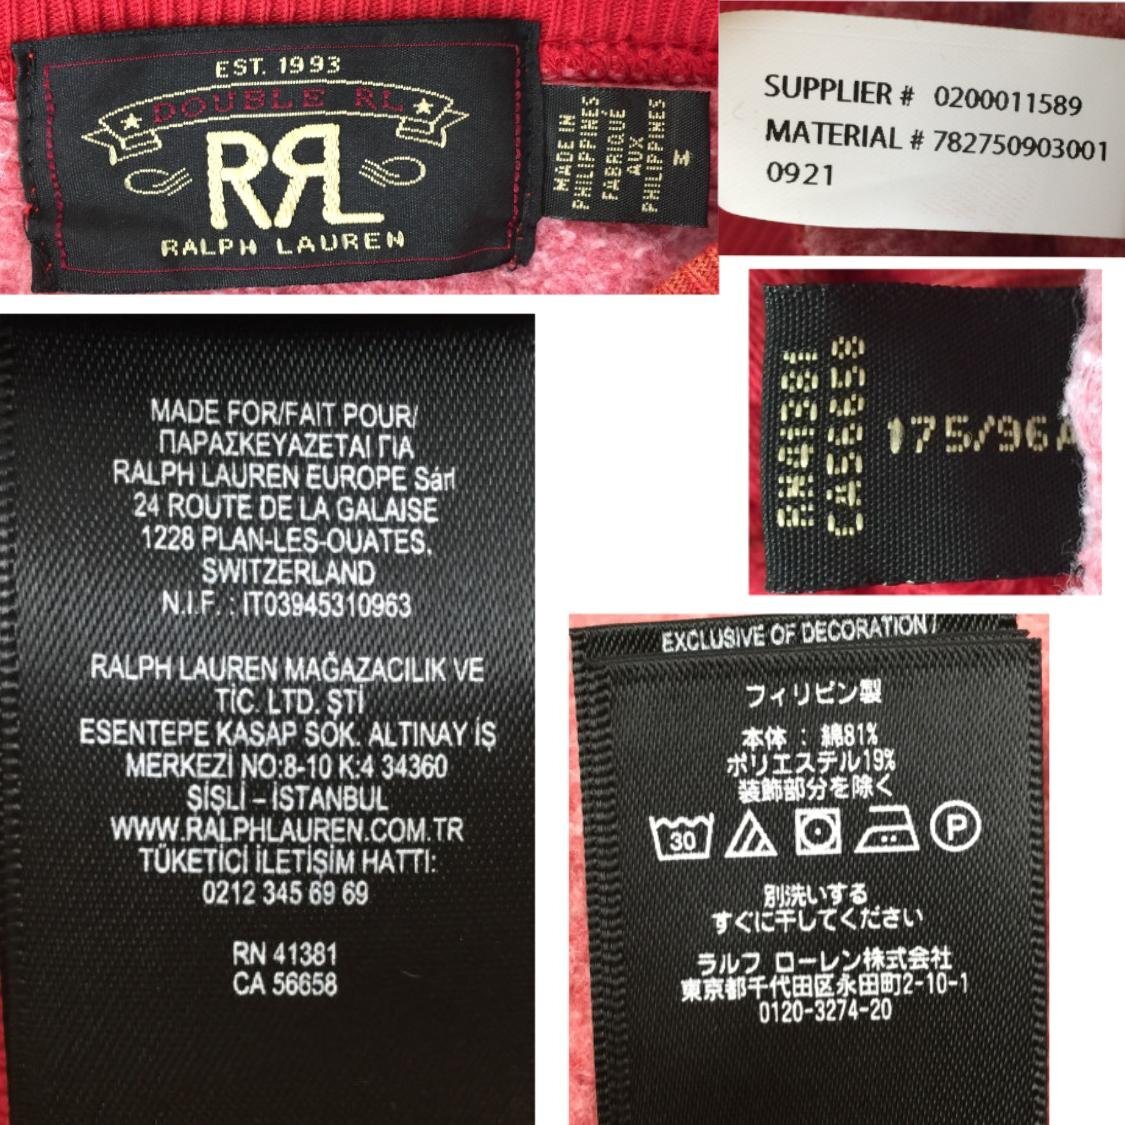 EST. 1993
DOUBLE RL
RRL
RALPH LAUREN
MADE IN
PHILIPPINES
FABRIQUÉ
AUX
PHILIPPINES
M
SUPPLIER # 0200011589
MATERIAL # 782750903001
0921
RN41381
CA56658
175/96A
MADE FOR/FAIT POUR/
ΠΑΡΑΣΚΕΥΑΖΕΤΑΙ ΓΙΑ
RALPH LAUREN EUROPE Sárl
24 ROUTE DE LA GALAISE
1228 PLAN-LES-OUATES,
SWITZERLAND
N.I.F. : IT03945310963
RALPH LAUREN MAĞAZACILIK VE
TİC. LTD. ŞTİ
ESENTEPE KASAP SOK. ALTINAY İŞ
MERKEZİ NO:8-10 K:4 34360
ŞİŞLİ – İSTANBUL
WWW.RALPHLAUREN.COM.TR
TÜKETİCİ İLETİŞİM HATTI:
0212 345 69 69
RN 41381
CA 56658
EXCLUSIVE OF DECORATION /
フィリピン製
本体 : 綿81%
ポリエステル19%
装飾部分を除く
30
P
別洗いする
すぐに干してください
ラルフ ローレン株式会社
東京都千代田区永田町2-10-1
0120-3274-20